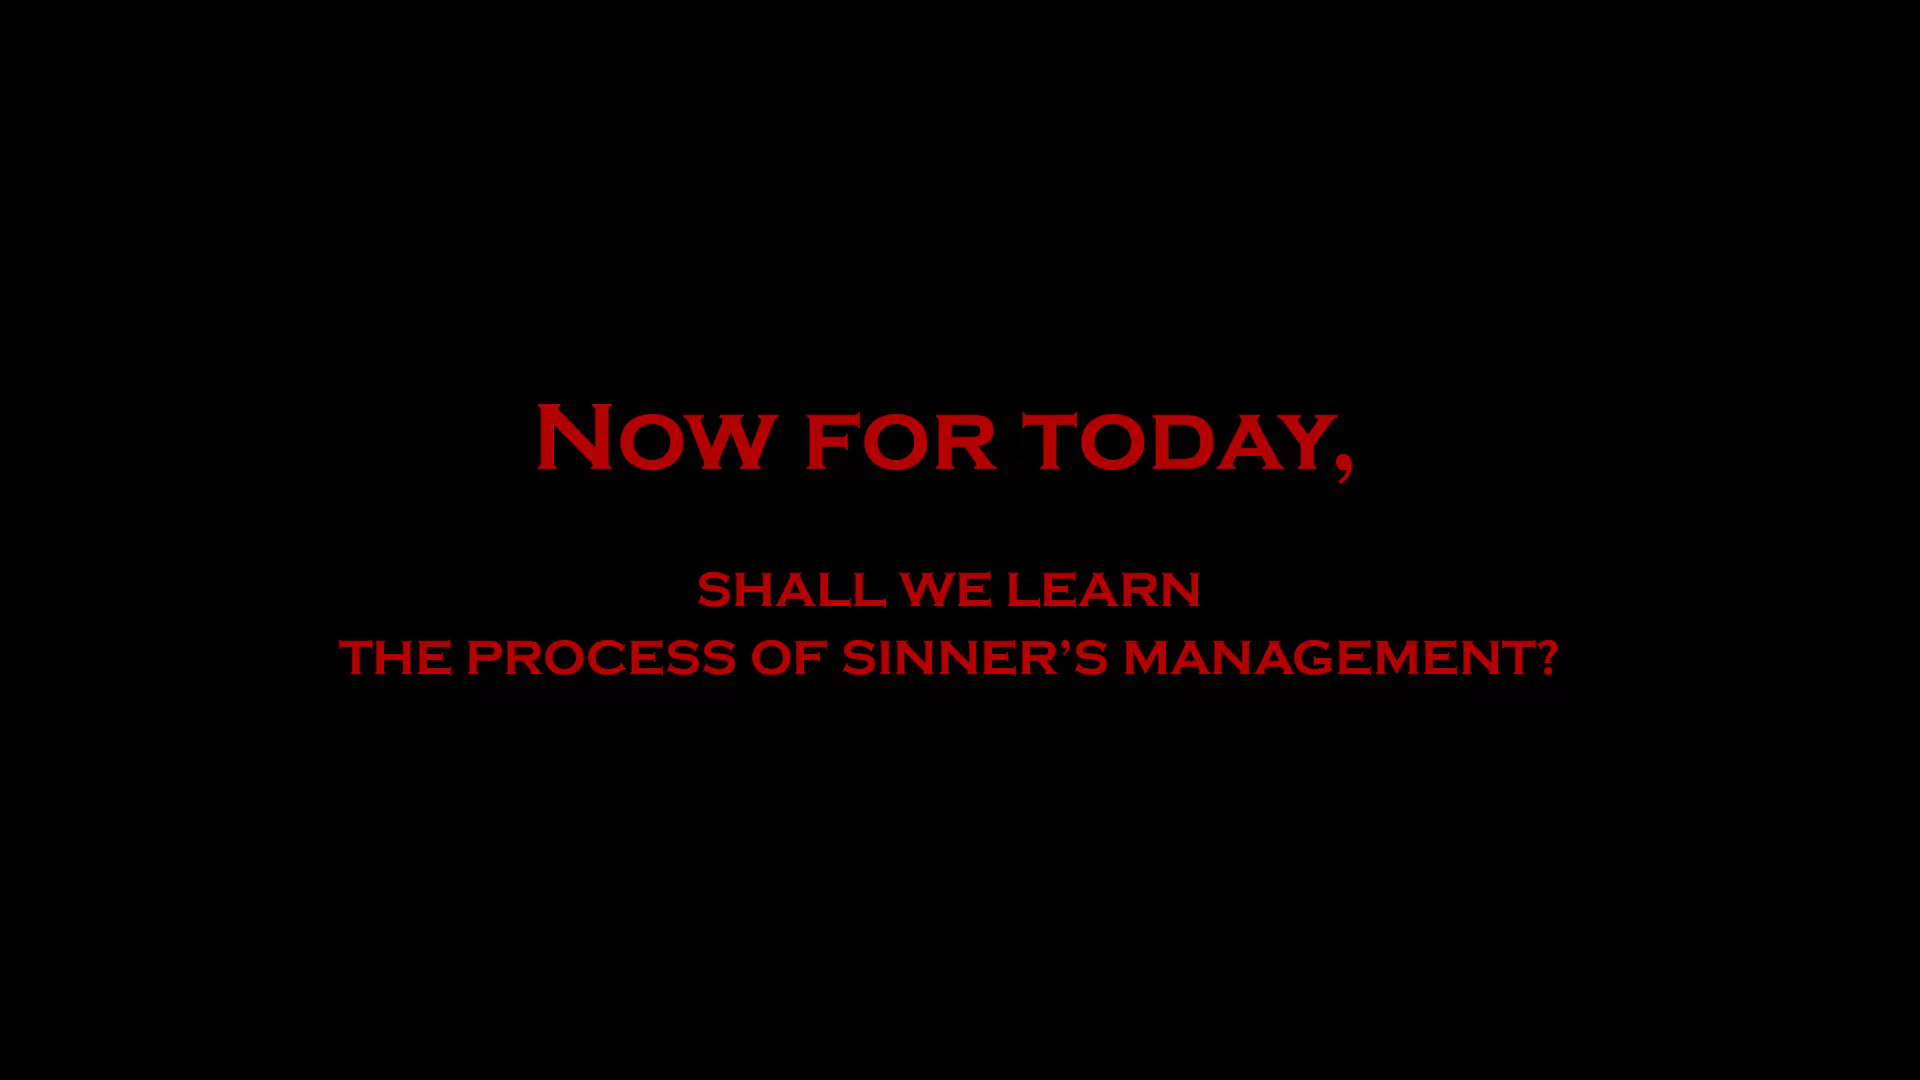 Now for today,
shall we learn
the process of sinner’s management?